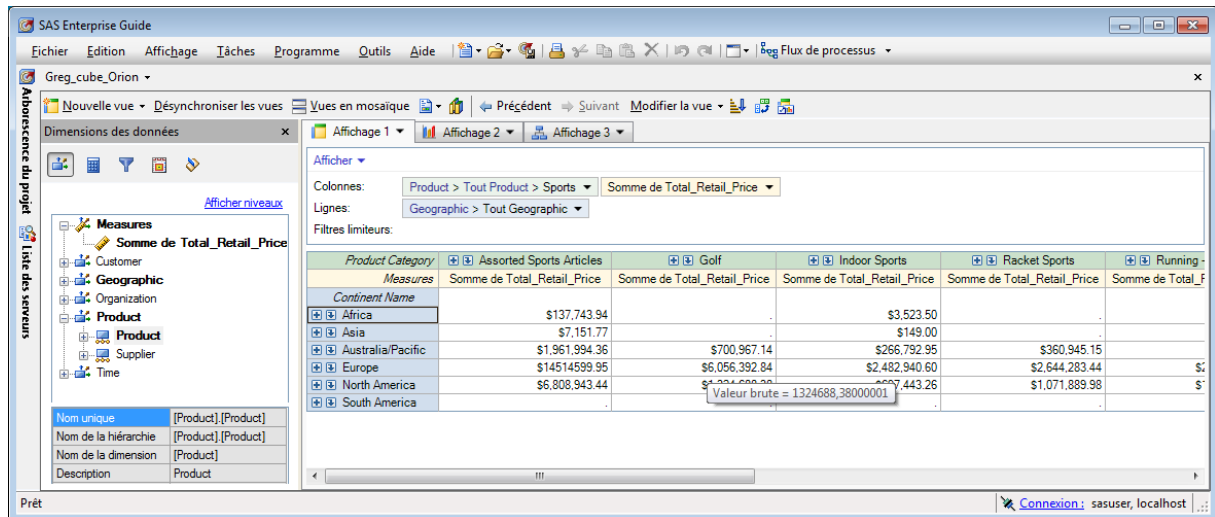 SAS Enterprise Guide
Fichier Edition Affichage Tâches Programme Outils Aide Flux de processus
Greg_cube_Orion
Nouvelle vue Désynchroniser les vues Vues en mosaïque Précédent Suivant Modifier la vue
Arborescence du projet
Liste des serveurs
Dimensions des données
Afficher niveaux
Measures
Somme de Total_Retail_Price
Customer
Geographic
Organization
Product
Product
Supplier
Time
Nom unique [Product].[Product]
Nom de la hiérarchie [Product].[Product]
Nom de la dimension [Product]
Description Product
Affichage 1 Affichage 2 Affichage 3
Afficher
Colonnes: Product > Tout Product > Sports Somme de Total_Retail_Price
Lignes: Geographic > Tout Geographic
Filtres limiteurs:
Product Category Assorted Sports Articles Golf Indoor Sports Racket Sports Running -
Measures Somme de Total_Retail_Price Somme de Total_Retail_Price Somme de Total_Retail_Price Somme de Total_Retail_Price Somme de Total_F
Continent Name
Africa $137,743.94 . $3,523.50 .
Asia $7,151.77 . $149.00 .
Australia/Pacific $1,961,994.36 $700,967.14 $266,792.95 $360,945.15
Europe $14514599.95 $6,056,392.84 $2,482,940.60 $2,644,283.44 $2
North America $6,808,943.44 7,443.26 $1,071,889.98
Valeur brute = 1324688,38000001
South America . . .
Prêt Connexion : sasuser, localhost